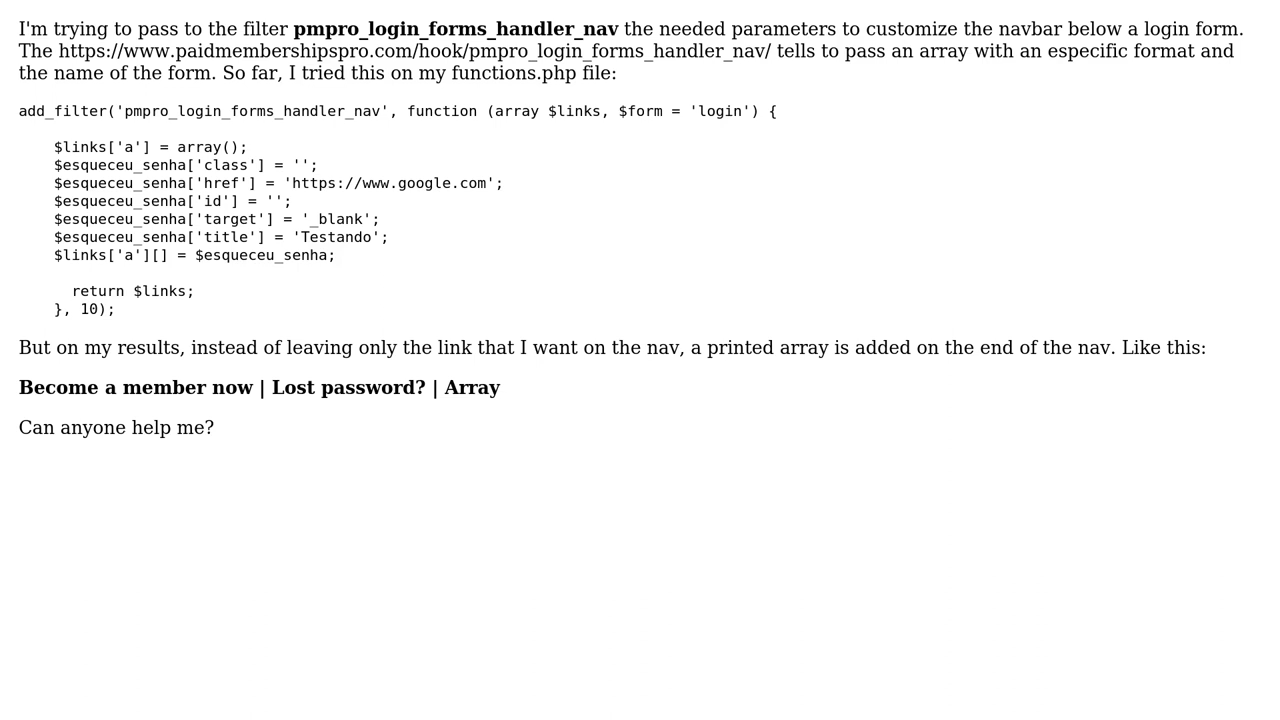 I'm trying to pass to the filter pmpro_login_forms_handler_nav the needed parameters to customize the navbar below a login form.
The https://www.paidmembershipspro.com/hook/pmpro_login_forms_handler_nav/ tells to pass an array with an especific format and
the name of the form. So far, I tried this on my functions.php file:
add_filter('pmpro_login_forms_handler_nav', function (array $links, $form = 'login') {
$links['a'] = array();
$esqueceu_senha['class'] = '';
$esqueceu_senha['href'] = 'https://www.google.com';
$esqueceu_senha['id'] = '';
$esqueceu_senha['target'] = '_blank';
$esqueceu_senha['title'] = 'Testando';
$links['a'][] = $esqueceu_senha;
return $links;
}, 10);
But on my results, instead of leaving only the link that I want on the nav, a printed array is added on the end of the nav. Like this:
Become a member now | Lost password? | Array
Can anyone help me?